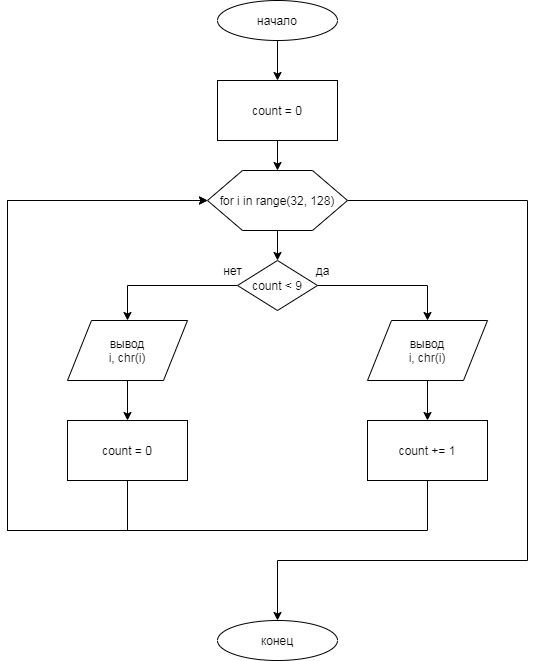 начало
count = 0
for i in range(32, 128)
нет
да
count < 9
вывод
i, chr(i)
вывод
i, chr(i)
count = 0
count += 1
конец